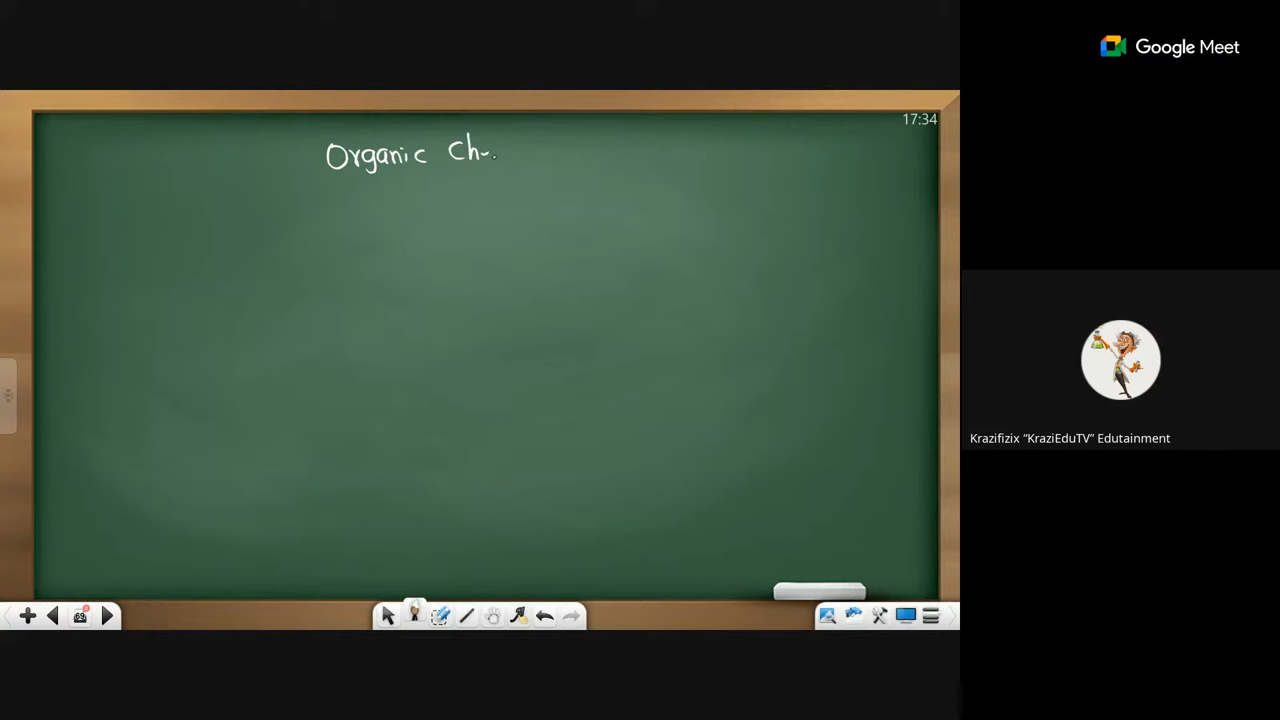 Google Meet
17:34
Organic Ch-
Krazifizix “KraziEduTV” Edutainment